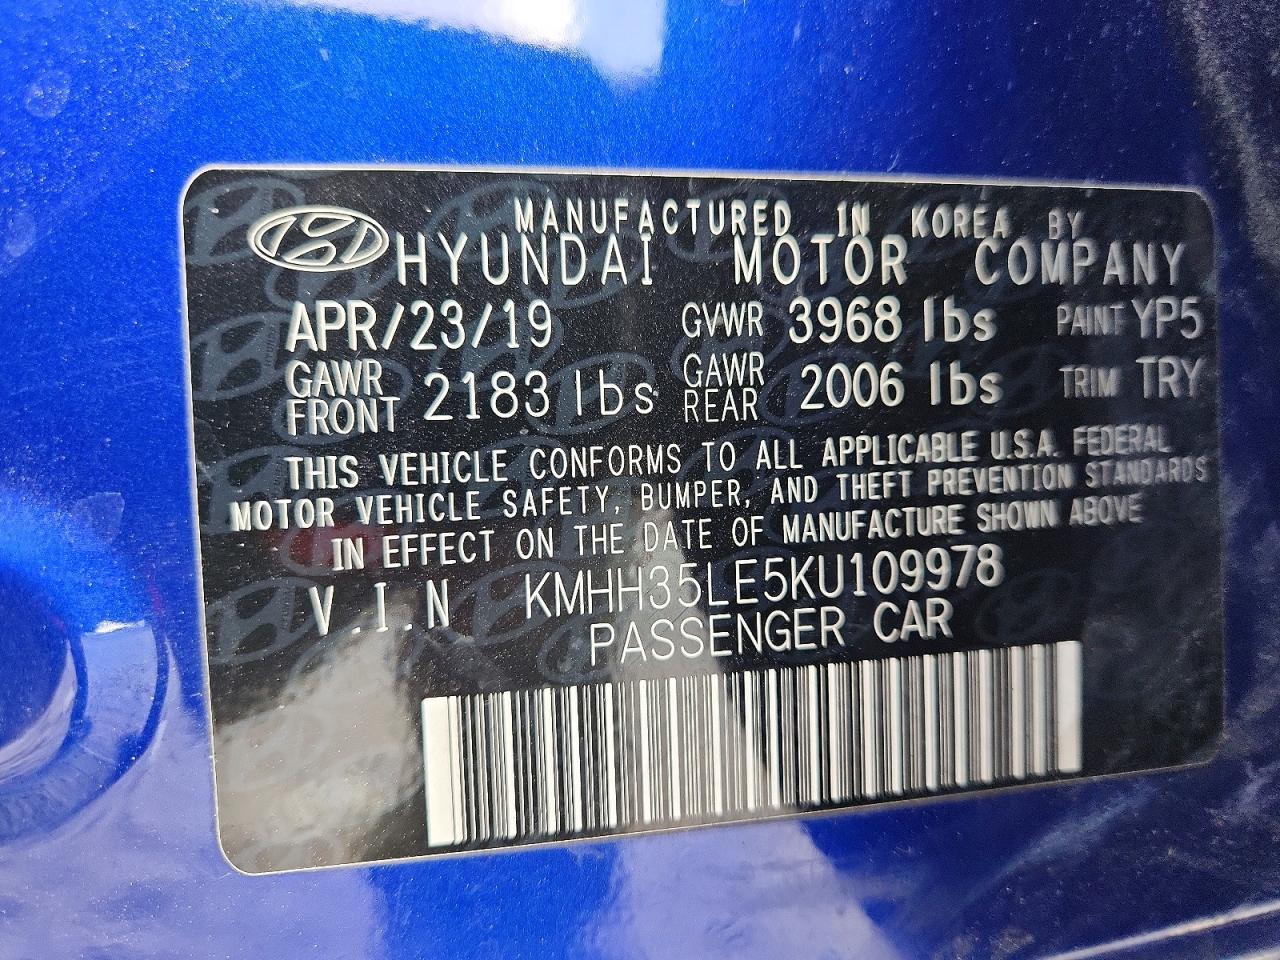 MANUFACTURED IN KOREA BY
HYUNDAI MOTOR COMPANY
APR/23/19 GVWR 3968 lbs PAINT YP5
GAWR FRONT 2183 lbs GAWR REAR 2006 lbs TRIM TRY
THIS VEHICLE CONFORMS TO ALL APPLICABLE U.S.A. FEDERAL
MOTOR VEHICLE SAFETY, BUMPER, AND THEFT PREVENTION STANDARDS
IN EFFECT ON THE DATE OF MANUFACTURE SHOWN ABOVE
V.I.N KMHH35LE5KU109978
PASSENGER CAR